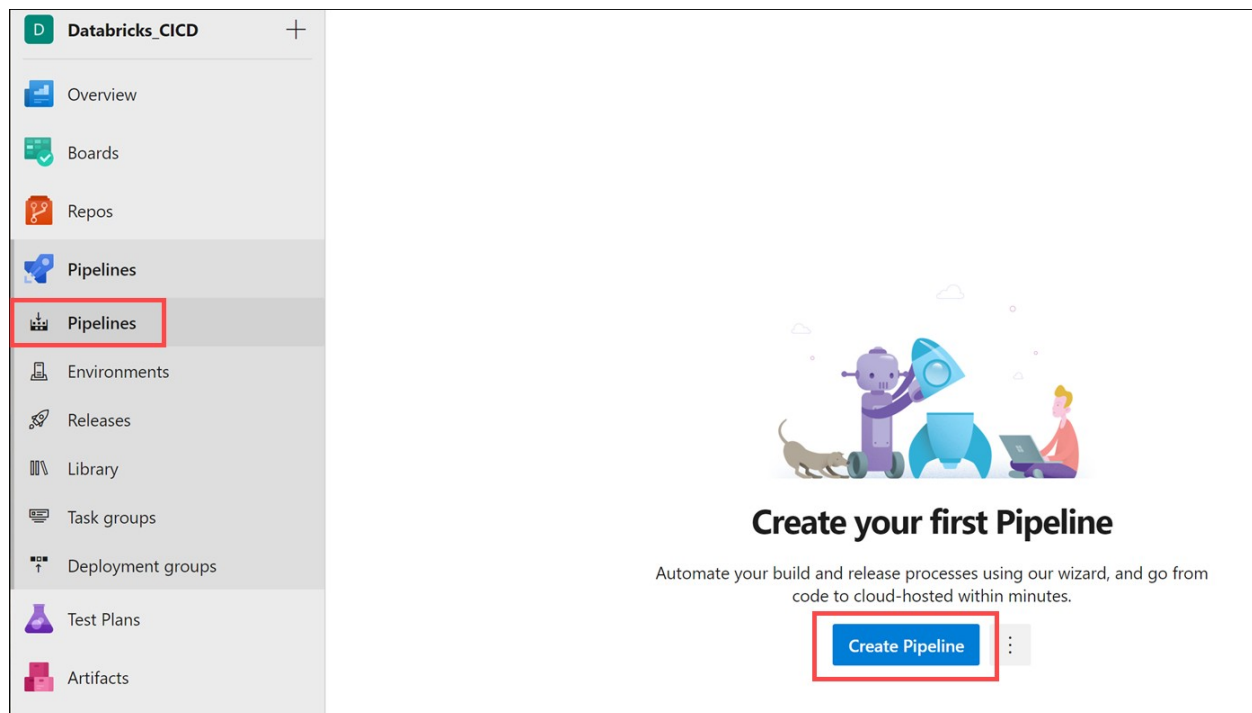 D Databricks_CICD
Overview
Boards
Repos
Pipelines
Pipelines
Environments
Releases
Library
Task groups
Deployment groups
Test Plans
Artifacts
Create your first Pipeline
Automate your build and release processes using our wizard, and go from
code to cloud-hosted within minutes.
Create Pipeline